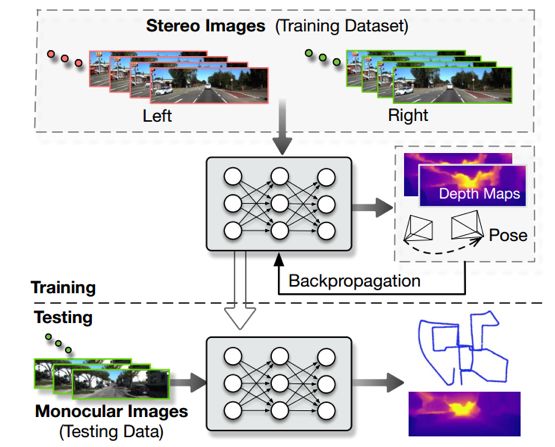 Stereo Images (Training Dataset)
Left
Right
Depth Maps
Pose
Backpropagation
Training
Testing
Monocular Images
(Testing Data)